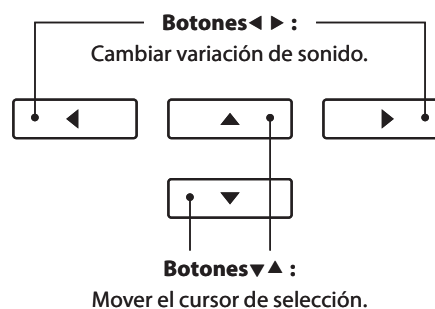 Botones◀ ▶ :
Cambiar variación de sonido.
Botones▼▲ :
Mover el cursor de selección.